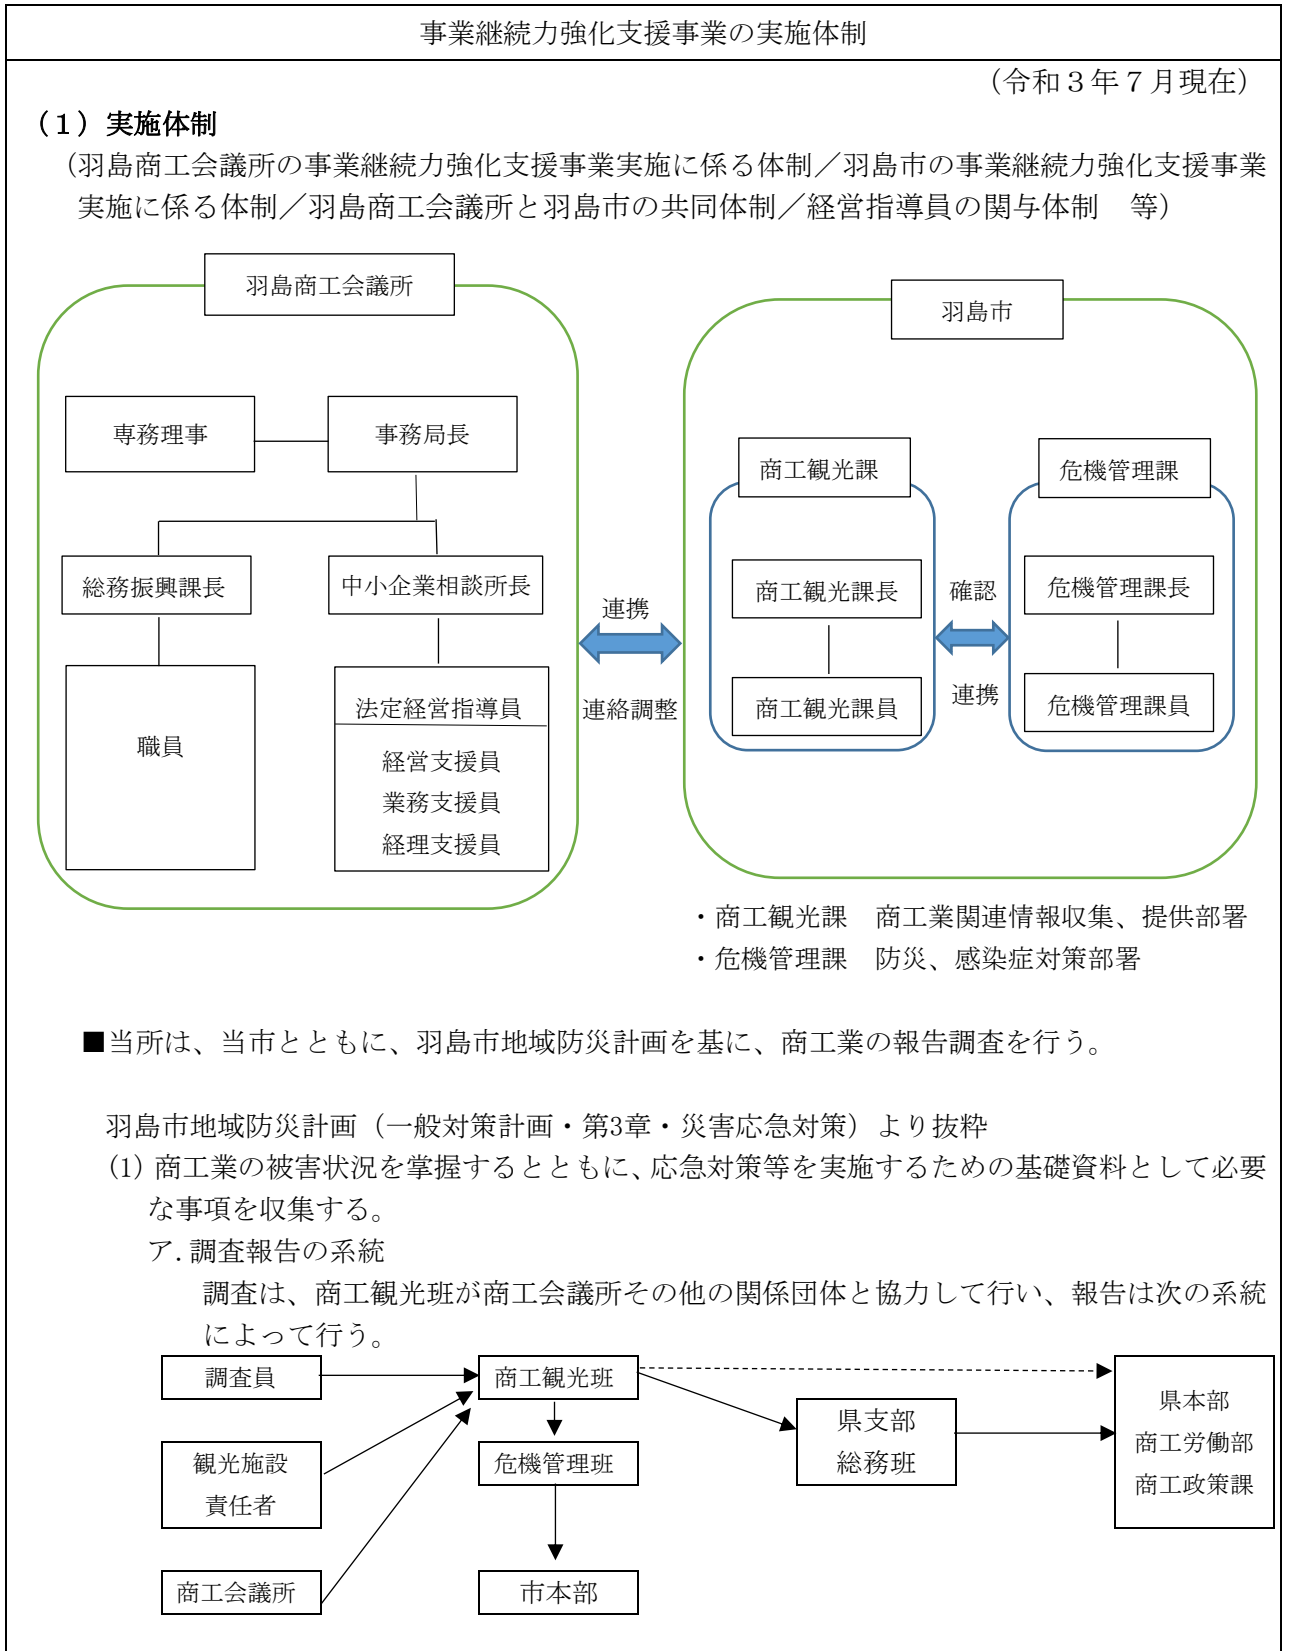 事業継続力強化支援事業の実施体制
（令和３年７月現在）
（１）実施体制
（羽島商工会議所の事業継続力強化支援事業実施に係る体制／羽島市の事業継続力強化支援事業
実施に係る体制／羽島商工会議所と羽島市の共同体制／経営指導員の関与体制　等）
羽島商工会議所
羽島市
専務理事
事務局長
商工観光課
危機管理課
総務振興課長
中小企業相談所長
連携
連絡調整
商工観光課長
確認
連携
危機管理課長
職員
法定経営指導員
経営支援員
業務支援員
経理支援員
商工観光課員
危機管理課員
・商工観光課　商工業関連情報収集、提供部署
・危機管理課　防災、感染症対策部署
■当所は、当市とともに、羽島市地域防災計画を基に、商工業の報告調査を行う。
羽島市地域防災計画（一般対策計画・第3章・災害応急対策）より抜粋
(1) 商工業の被害状況を掌握するとともに、応急対策等を実施するための基礎資料として必要
な事項を収集する。
ア. 調査報告の系統
調査は、商工観光班が商工会議所その他の関係団体と協力して行い、報告は次の系統
によって行う。
調査員
商工観光班
県支部
総務班
県本部
商工労働部
商工政策課
観光施設
責任者
危機管理班
商工会議所
市本部